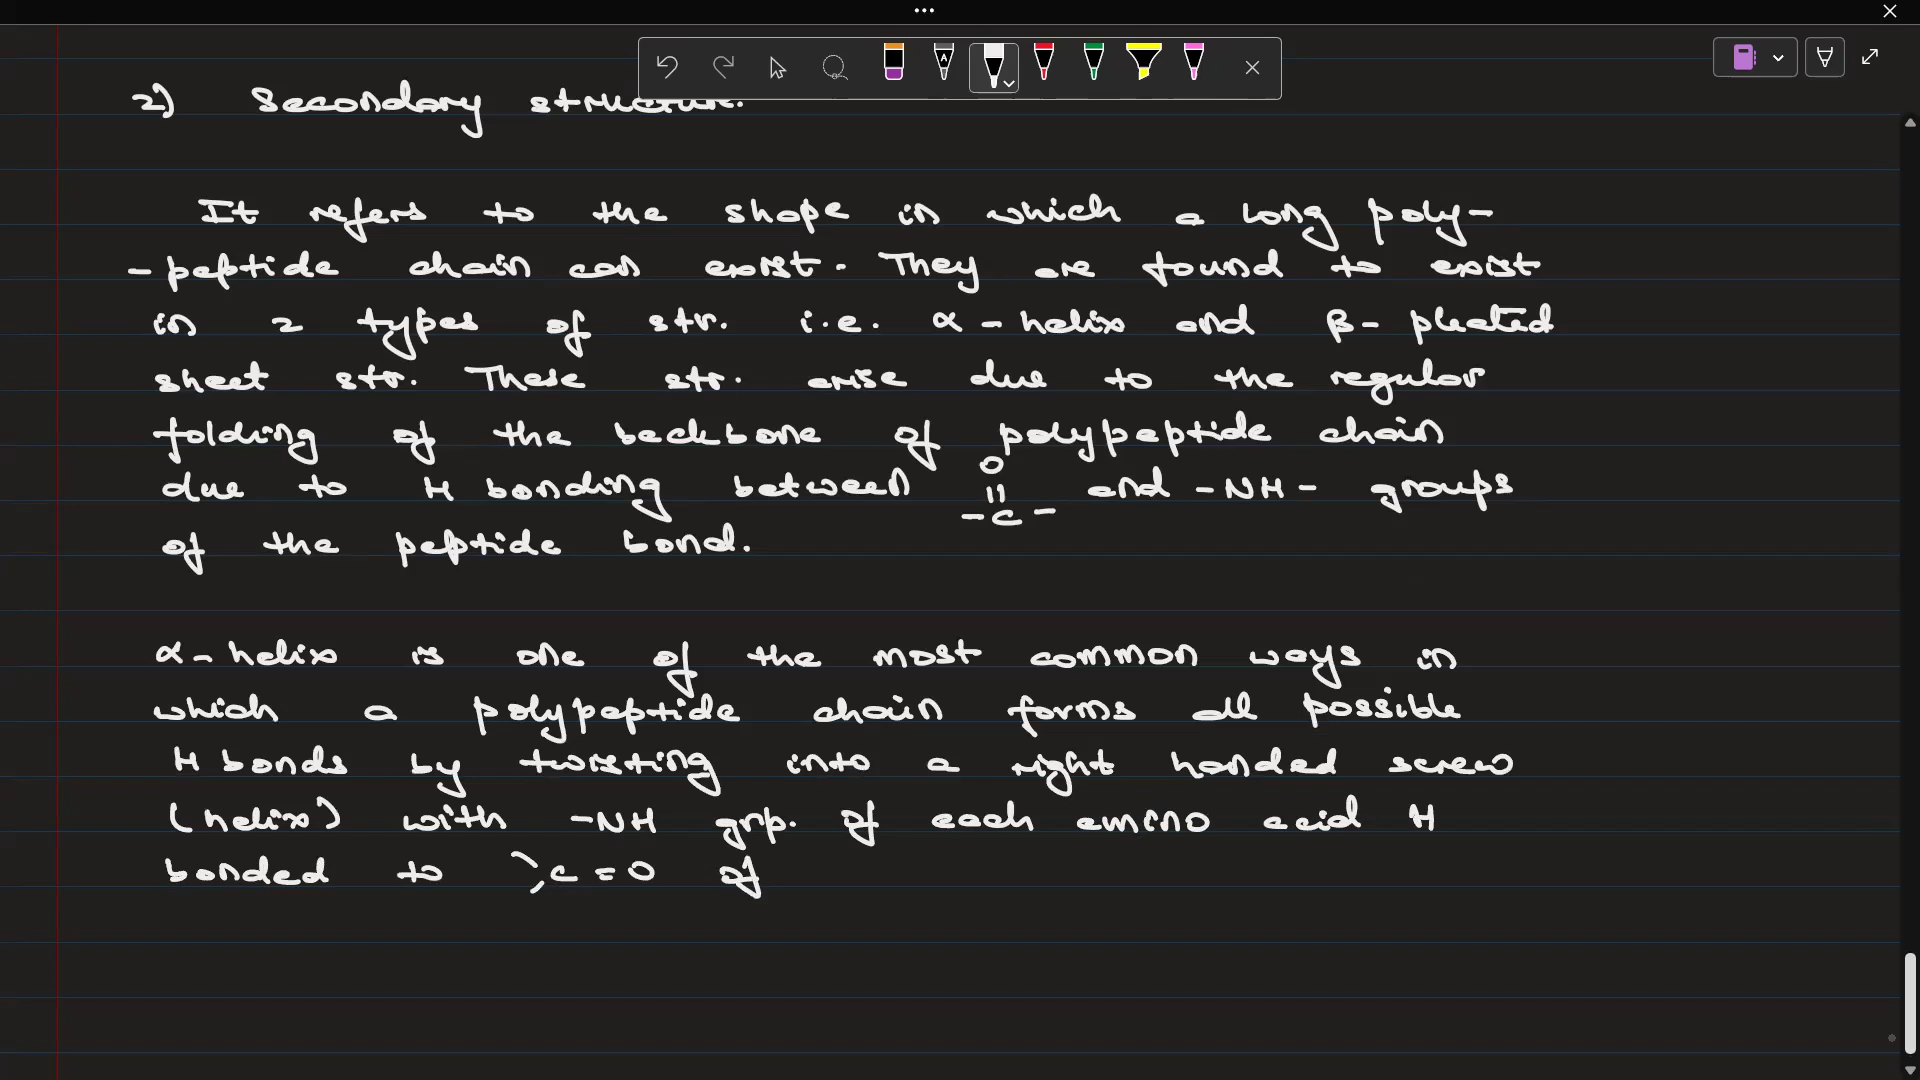 2) Secondary structure.
It refers to the shape in which a long poly-
-peptide chain can exist. They are found to exist
in 2 types of str. i.e. α-helix and β-pleated
sheet str. These str. arise due to the regular
folding of the backbone of polypeptide chain
O
due to H bonding between || and -NH- groups
-C-
of the peptide bond.
α-helix is one of the most common ways in
which a polypeptide chain forms all possible
H bonds by twisting into a right handed screw
(helix) with -NH grp. of each amino acid H
bonded to >C=O of